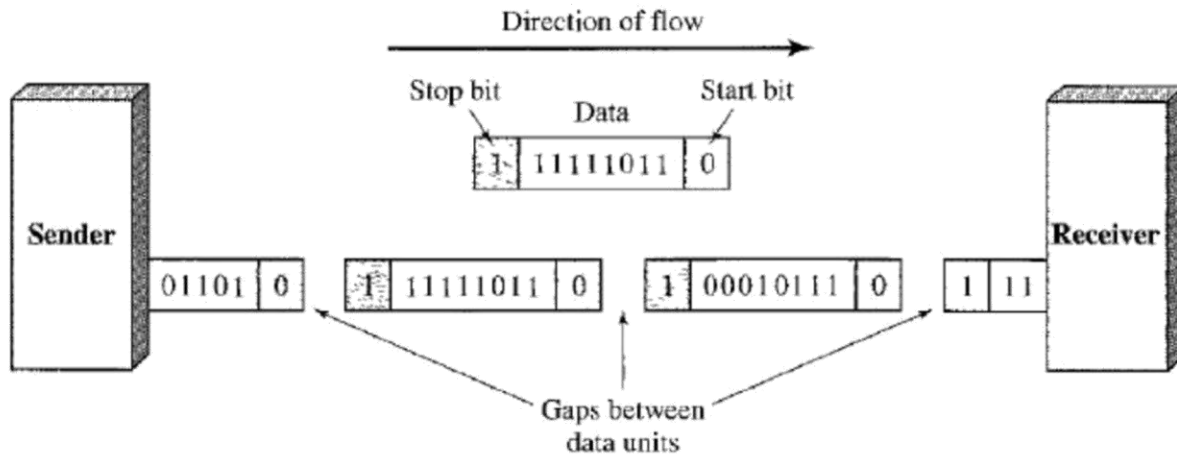 Direction of flow
Stop bit
Start bit
Data
1 11111011 0
Sender
Receiver
01101 0
1 11111011 0
1 00010111 0
1 11
Gaps between
data units